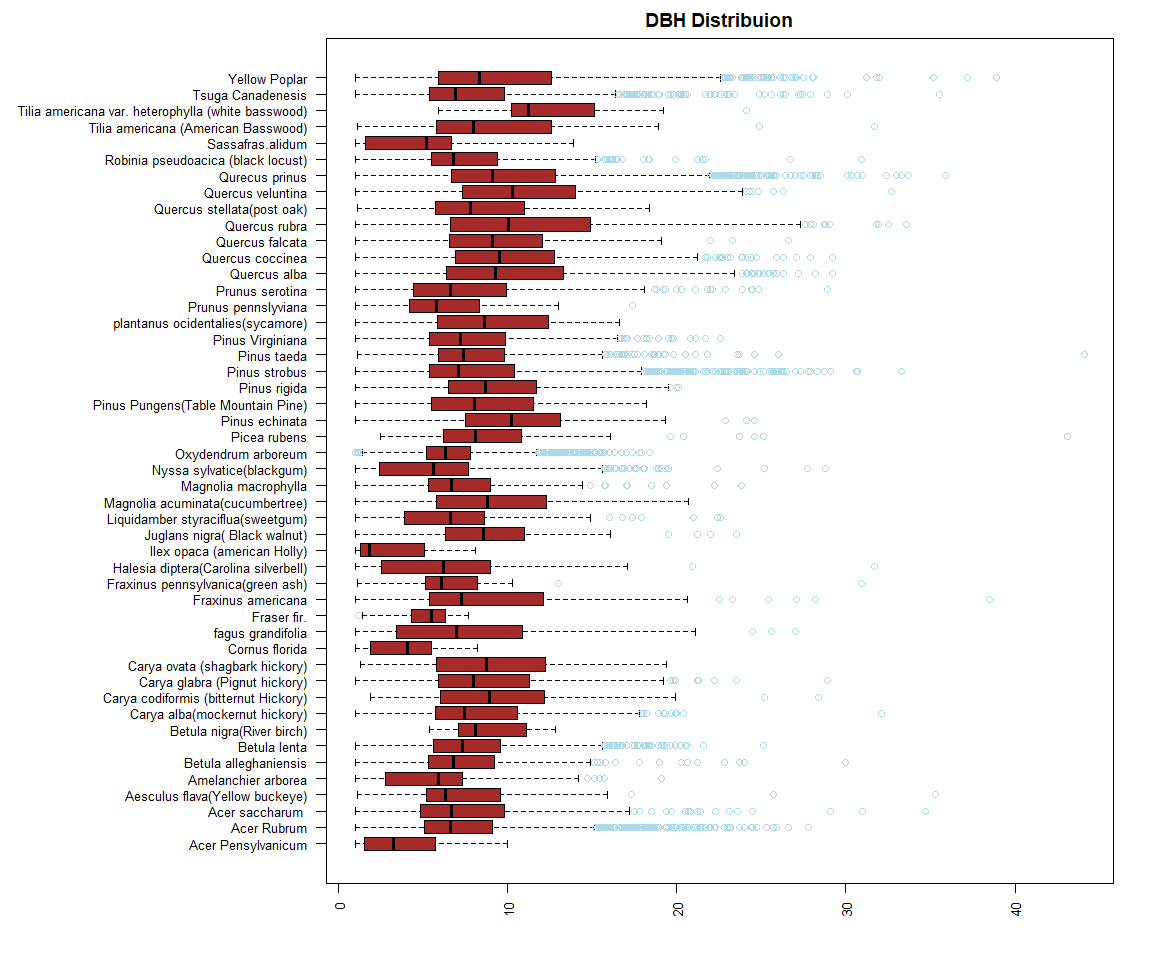 DBH Distribuion
Yellow Poplar
Tsuga Canadenesis
Tilia americana var. heterophylla (white basswood)
Tilia americana (American Basswood)
Sassafras.alidum
Robinia pseudoacica (black locust)
Qurecus prinus
Quercus veluntina
Quercus stellata(post oak)
Quercus rubra
Quercus falcata
Quercus coccinea
Quercus alba
Prunus serotina
Prunus pennslyviana
plantanus ocidentalies(sycamore)
Pinus Virginiana
Pinus taeda
Pinus strobus
Pinus rigida
Pinus Pungens(Table Mountain Pine)
Pinus echinata
Picea rubens
Oxydendrum arboreum
Nyssa sylvatice(blackgum)
Magnolia macrophylla
Magnolia acuminata(cucumbertree)
Liquidamber styraciflua(sweetgum)
Juglans nigra( Black walnut)
Ilex opaca (american Holly)
Halesia diptera(Carolina silverbell)
Fraxinus pennsylvanica(green ash)
Fraxinus americana
Fraser fir.
fagus grandifolia
Cornus florida
Carya ovata (shagbark hickory)
Carya glabra (Pignut hickory)
Carya codiformis (bitternut Hickory)
Carya alba(mockernut hickory)
Betula nigra(River birch)
Betula lenta
Betula alleghaniensis
Amelanchier arborea
Aesculus flava(Yellow buckeye)
Acer saccharum
Acer Rubrum
Acer Pensylvanicum
0 10 20 30 40